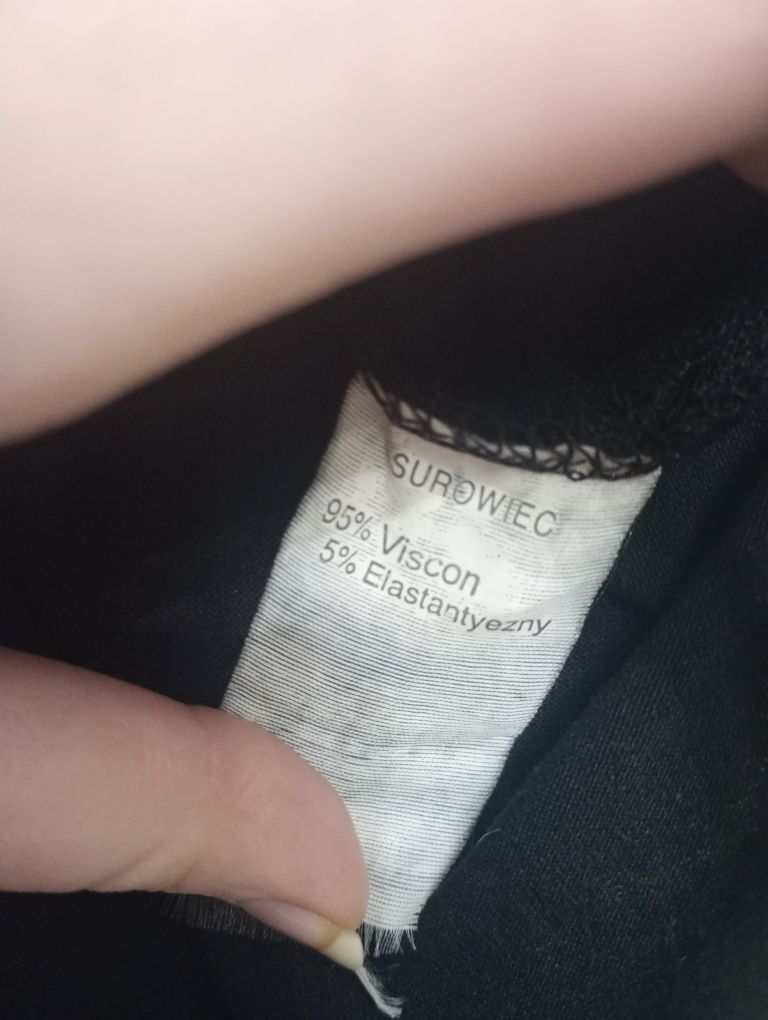 SUROWIEC
95% Viscon
5% Elastantyezny